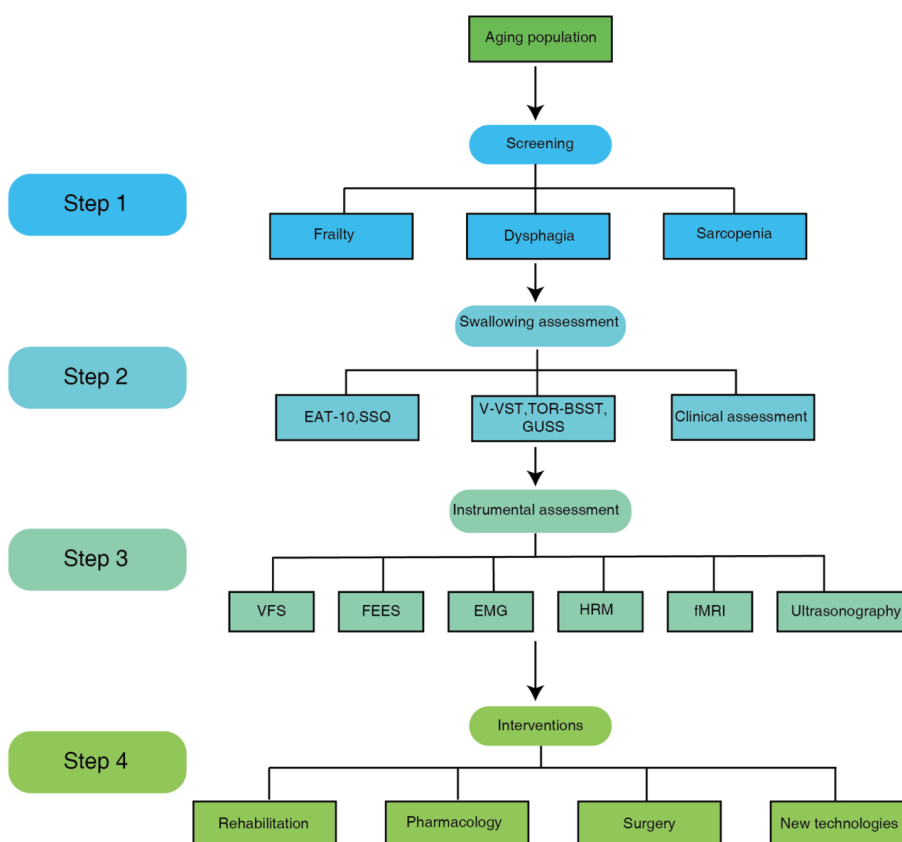 Aging population
Screening
Step 1
Frailty
Dysphagia
Sarcopenia
Swallowing assessment
Step 2
EAT-10,SSQ
V-VST,TOR-BSST,
GUSS
Clinical assessment
Instrumental assessment
Step 3
VFS
FEES
EMG
HRM
fMRI
Ultrasonography
Interventions
Step 4
Rehabilitation
Pharmacology
Surgery
New technologies